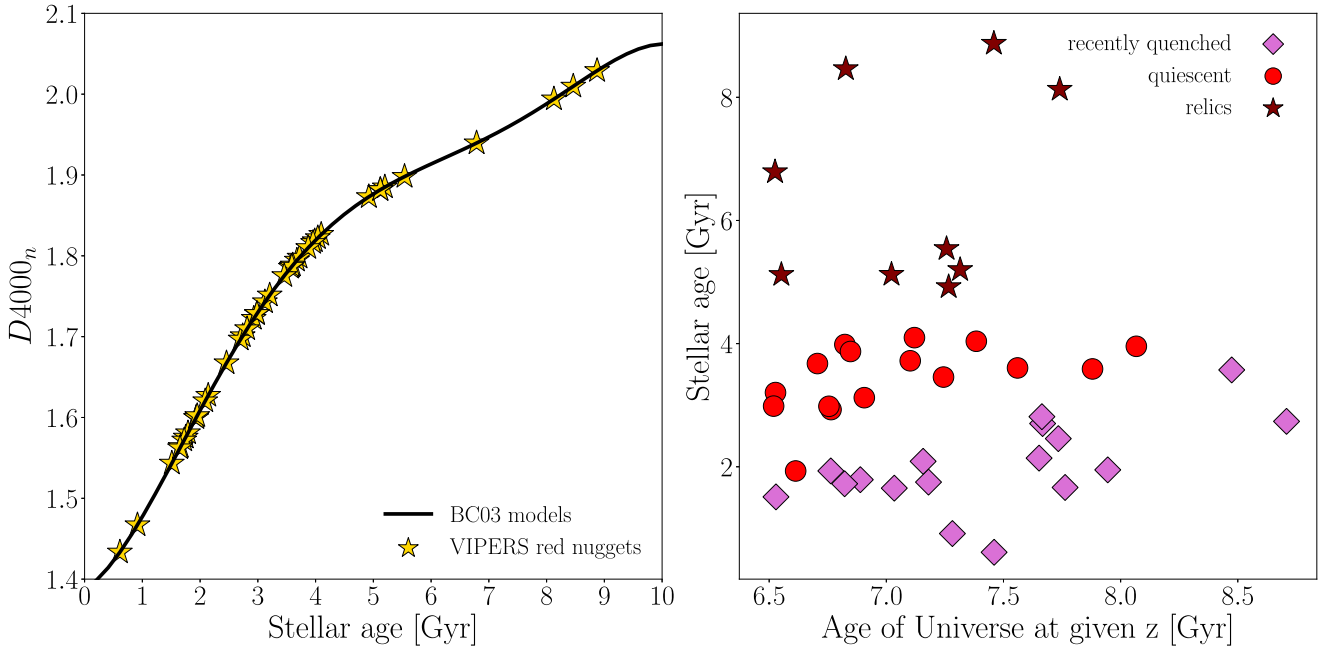 2.1
2.0
1.9
1.8
1.7
1.6
1.5
1.4
D4000n
0 1 2 3 4 5 6 7 8 9 10
Stellar age [Gyr]
BC03 models
VIPERS red nuggets
8
6
4
2
Stellar age [Gyr]
recently quenched
quiescent
relics
6.5 7.0 7.5 8.0 8.5
Age of Universe at given z [Gyr]